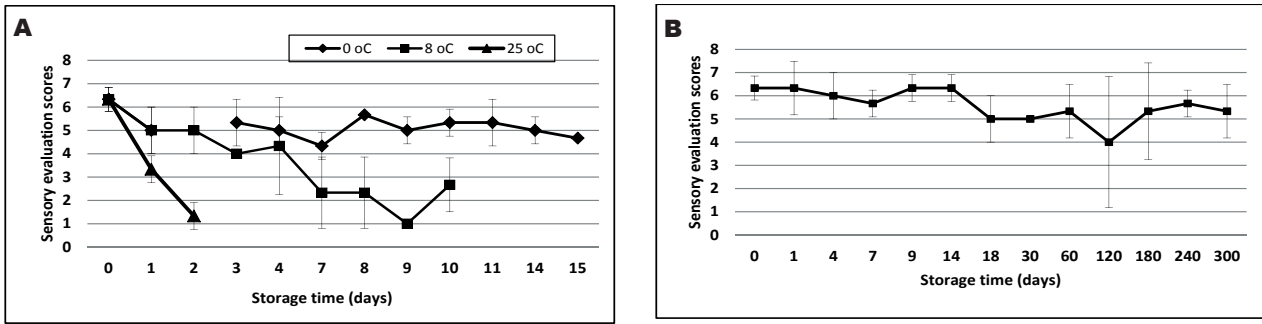 A
0 oC 8 oC 25 oC
Sensory evaluation scores
8
7
6
5
4
3
2
1
0
0 1 2 3 4 7 8 9 10 11 14 15
Storage time (days)
B
Sensory evaluation scores
8
7
6
5
4
3
2
1
0
0 1 4 7 9 14 18 30 60 120 180 240 300
Storage time (days)